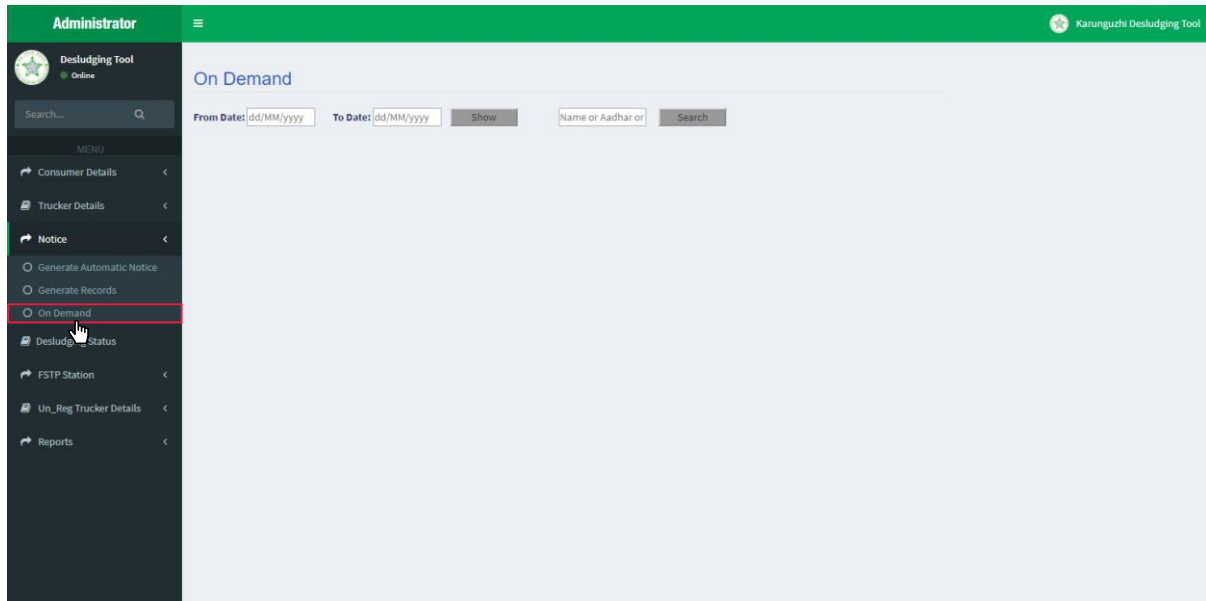 Administrator
Karunguzhi Desludging Tool
Desludging Tool
Online
Search...
MENU
Consumer Details
Trucker Details
Notice
Generate Automatic Notice
Generate Records
On Demand
Desludg Status
FSTP Station
Un_Reg Trucker Details
Reports
On Demand
From Date: dd/MM/yyyy To Date: dd/MM/yyyy Show Name or Aadhar or Search